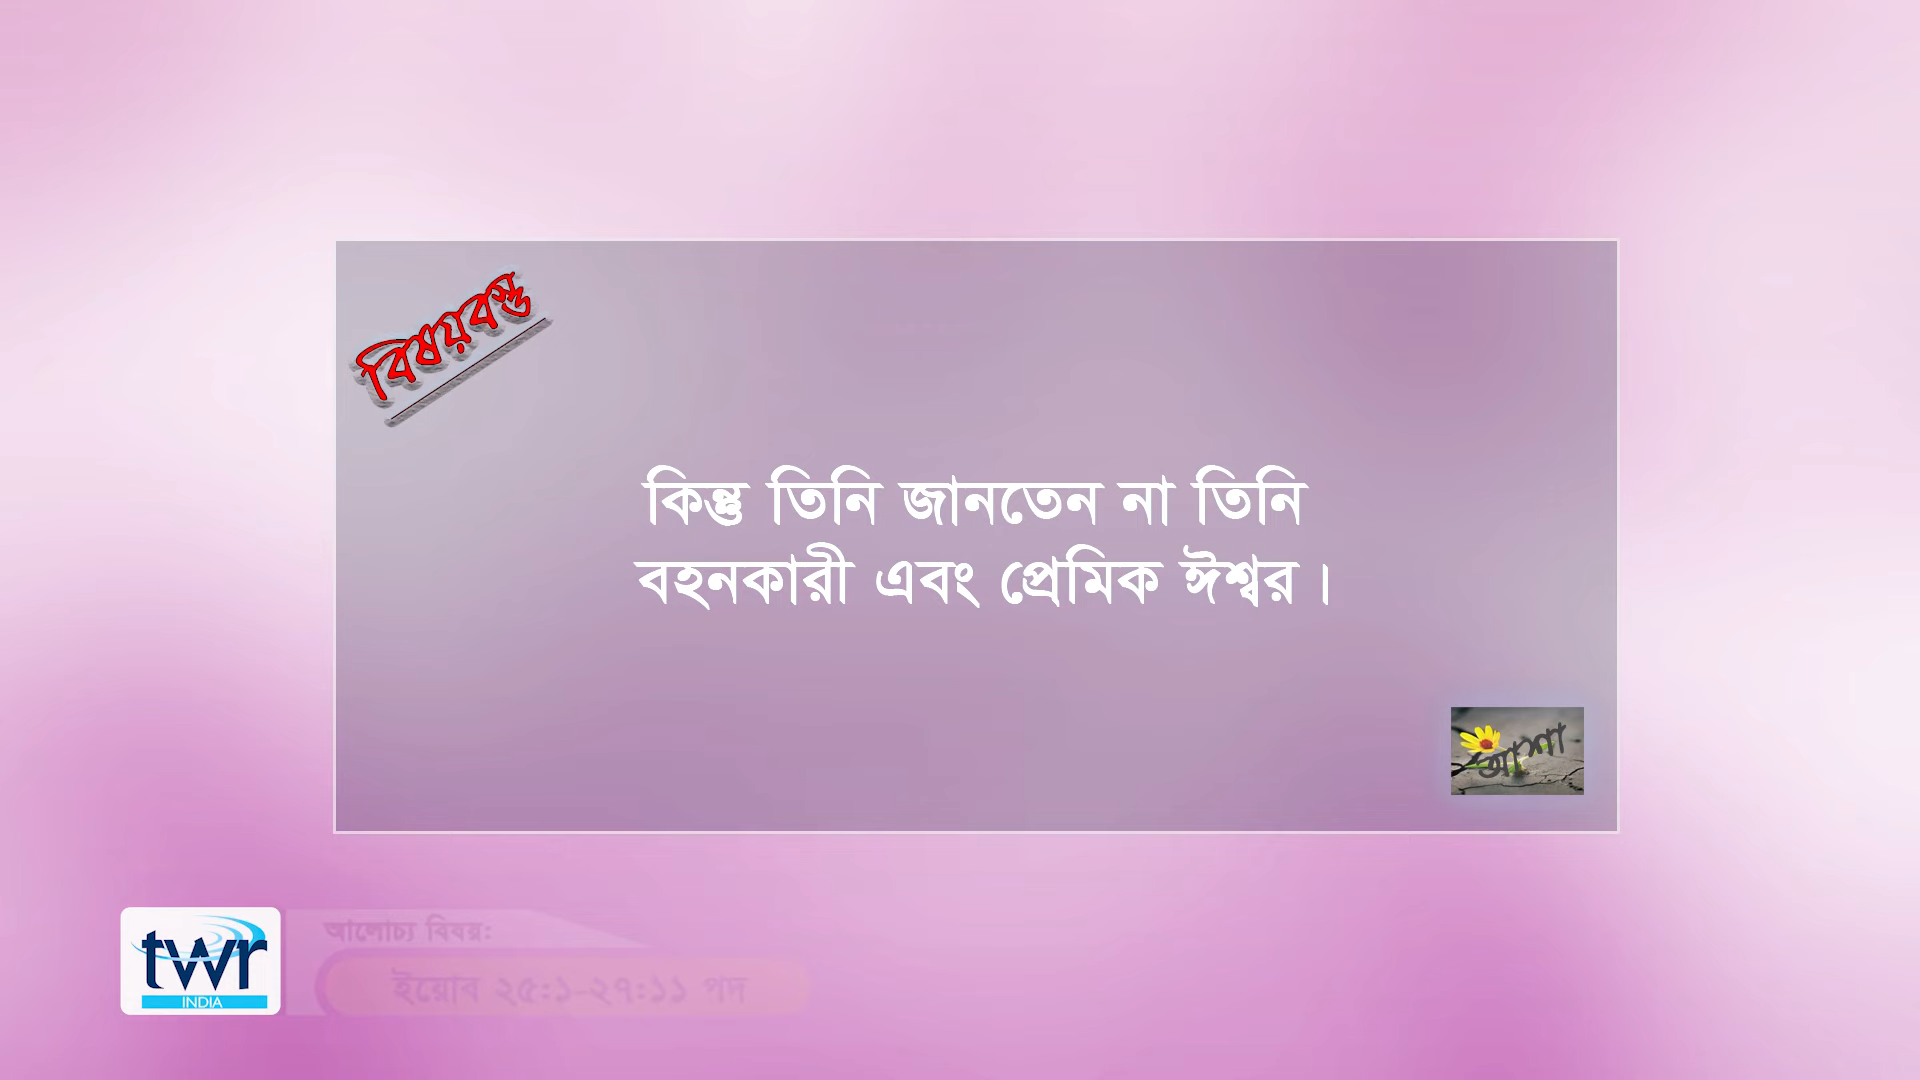 বিষয়বস্তু
কিন্তু তিনি জানতেন না তিনি
বহনকারী এবং প্রেমিক ঈশ্বর।
আশা
twr
INDIA
আলোচ্য বিষয়:
ইয়োব ২৫:১-২৭:১১ পদ